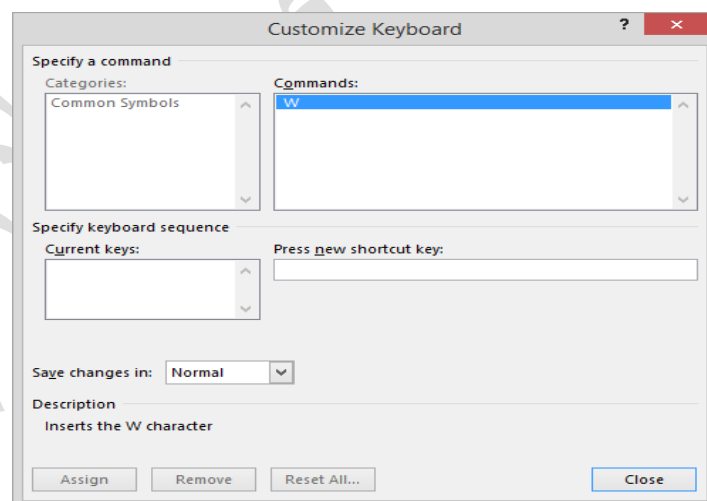 Customize Keyboard ? ×
Specify a command
Categories: Commands:
Common Symbols W
Specify keyboard sequence
Current keys: Press new shortcut key:
Save changes in: Normal
Description
Inserts the W character
Assign Remove Reset All... Close